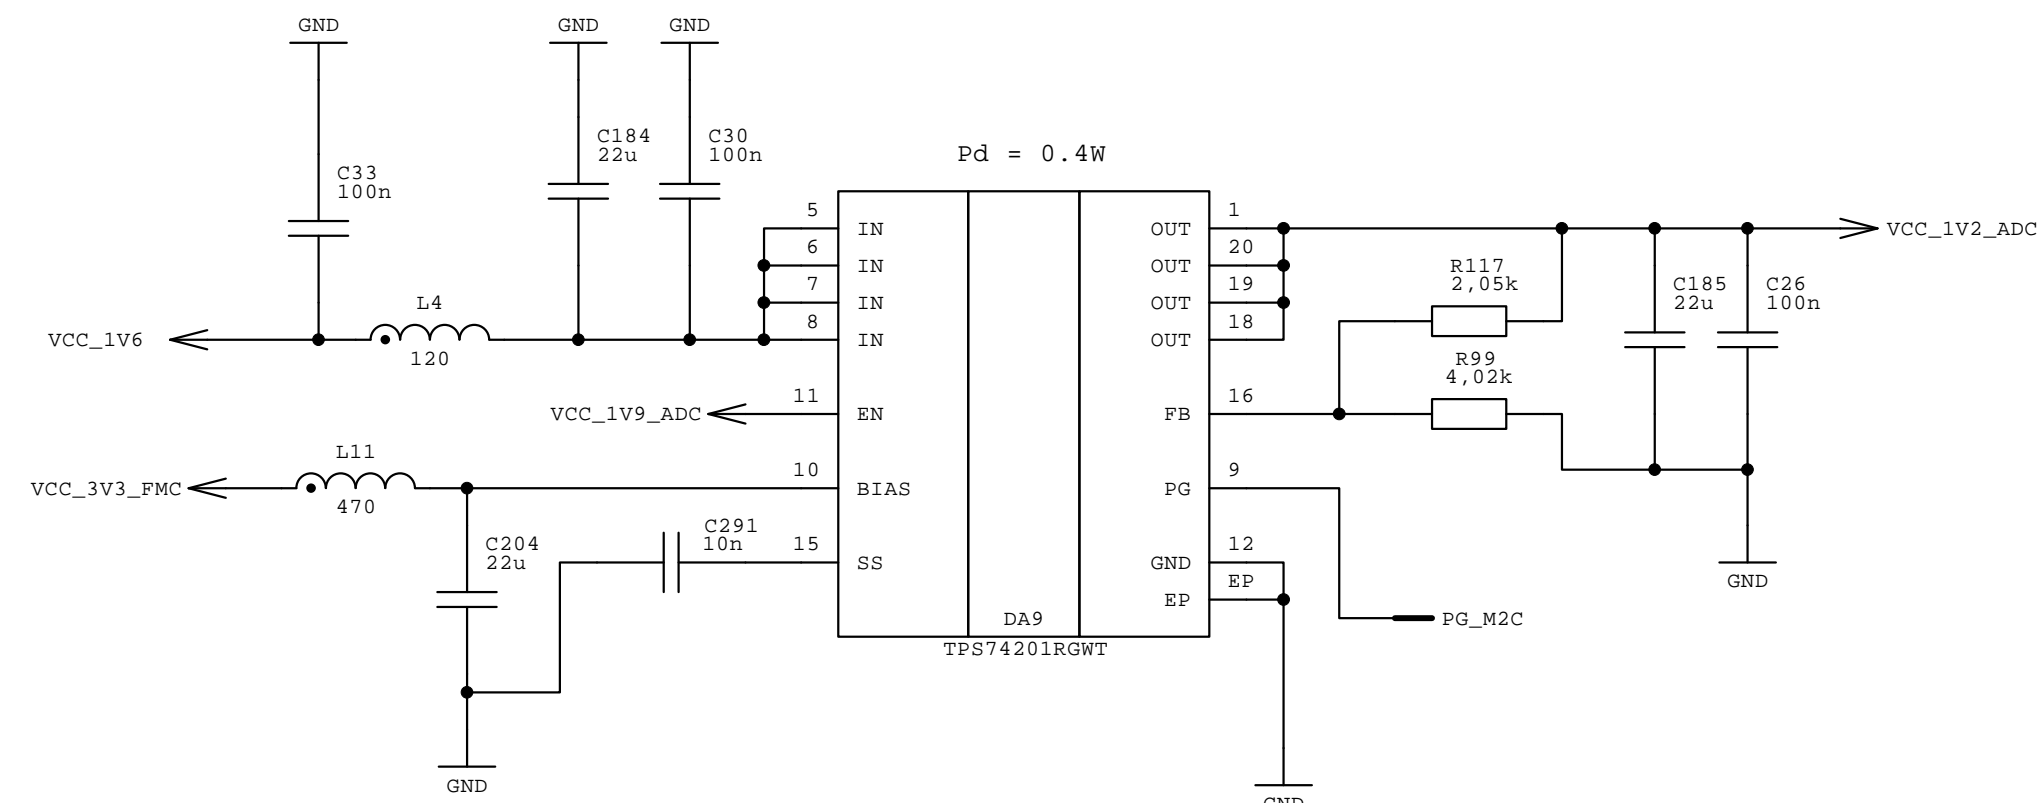 GND
GND
GND
C184
22u
C30
100n
Pd = 0.4W
C33
100n
5
IN
6
IN
7
IN
8
IN
11
EN
10
BIAS
15
SS
1
OUT
20
OUT
19
OUT
18
OUT
16
FB
9
PG
12
GND
EP
EP
DA9
TPS74201RGWT
VCC_1V6
L4
120
VCC_1V9_ADC
L11
470
VCC_3V3_FMC
C204
22u
C291
10n
GND
VCC_1V2_ADC
R117
2,05k
R99
4,02k
C185
22u
C26
100n
GND
PG_M2C
GND